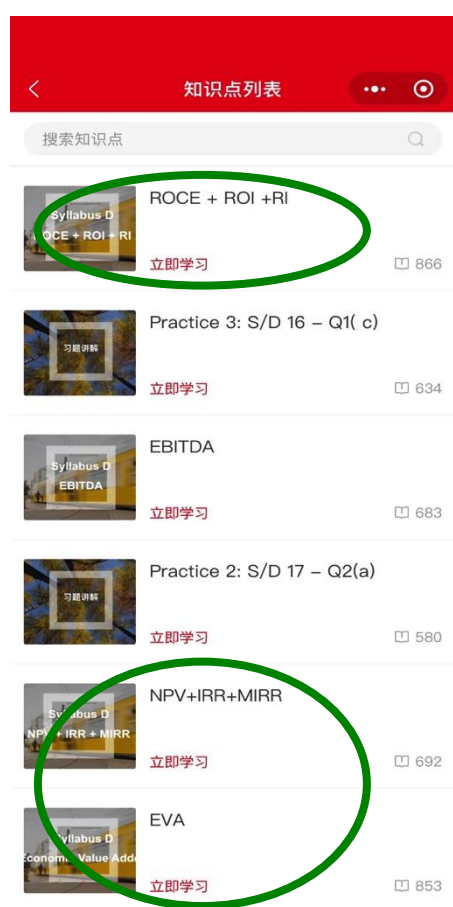 知识点列表
搜索知识点
Syllabus D
OCE + ROI + RI
ROCE + ROI +RI
立即学习
866
习题讲解
Practice 3: S/D 16 – Q1( c)
立即学习
634
Syllabus D
EBITDA
EBITDA
立即学习
683
习题讲解
Practice 2: S/D 17 – Q2(a)
立即学习
580
Syllabus D
NPV + IRR + MIRR
NPV+IRR+MIRR
立即学习
692
Syllabus D
Economic Value Adde
EVA
立即学习
853